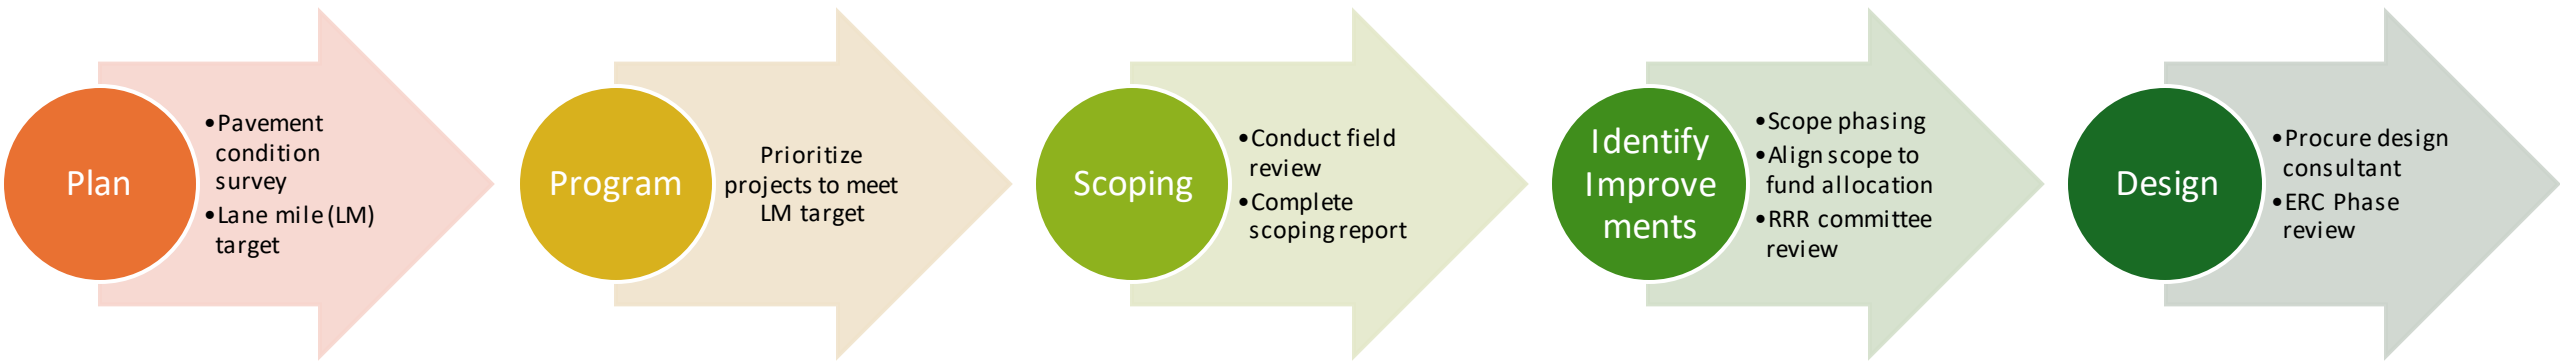 Plan
•Pavement
condition
survey
•Lane mile (LM)
target
Program
Prioritize
projects to meet
LM target
Scoping
•Conduct field
review
•Complete
scoping report
Identify
Improve
ments
•Scope phasing
•Align scope to
fund allocation
•RRR committee
review
Design
•Procure design
consultant
•ERC Phase
review